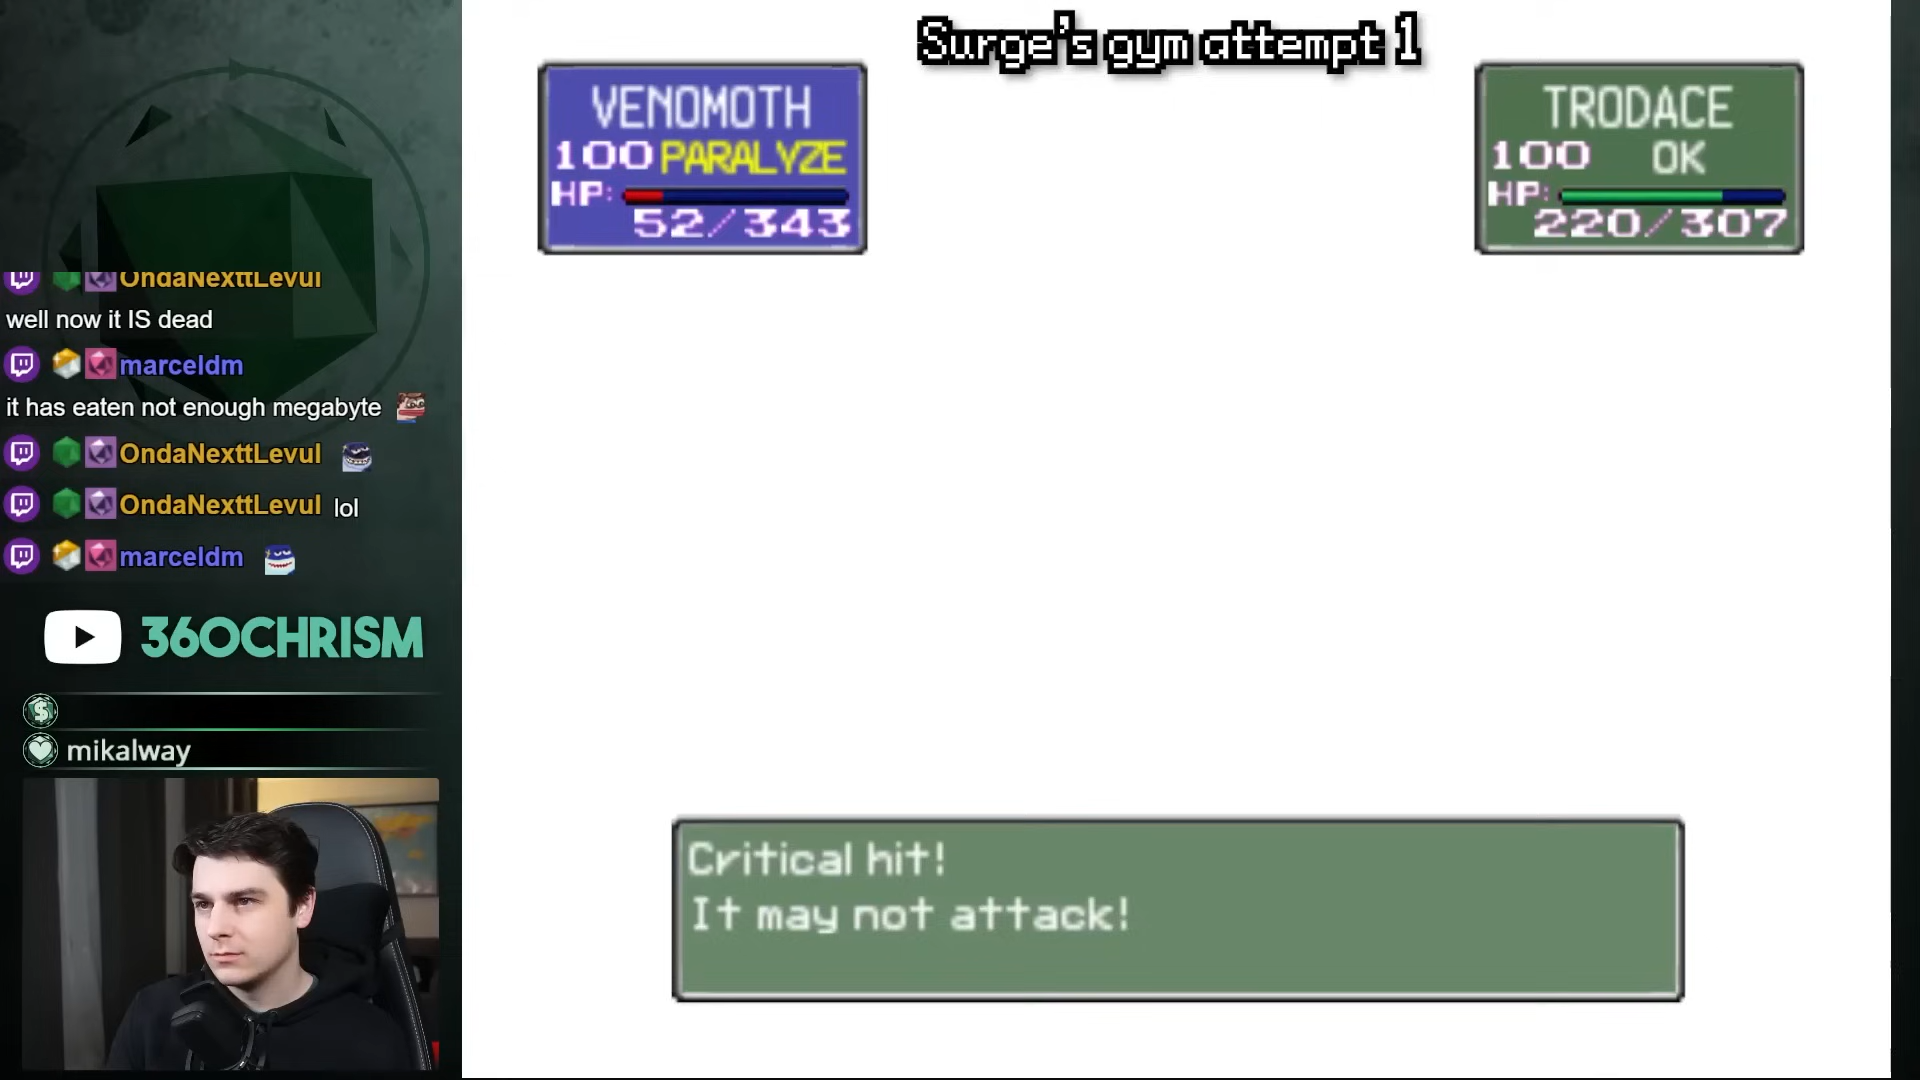 Surge's gym attempt 1
VENOMOTH
100 PARALYZE
HP:
52/343
TRODACE
100 OK
HP:
220/307
OndaNexttLevul
well now it IS dead
marceldm
it has eaten not enough megabyte
OndaNexttLevul
OndaNexttLevul lol
marceldm
360CHRISM
$
mikalway
Critical hit!
It may not attack!